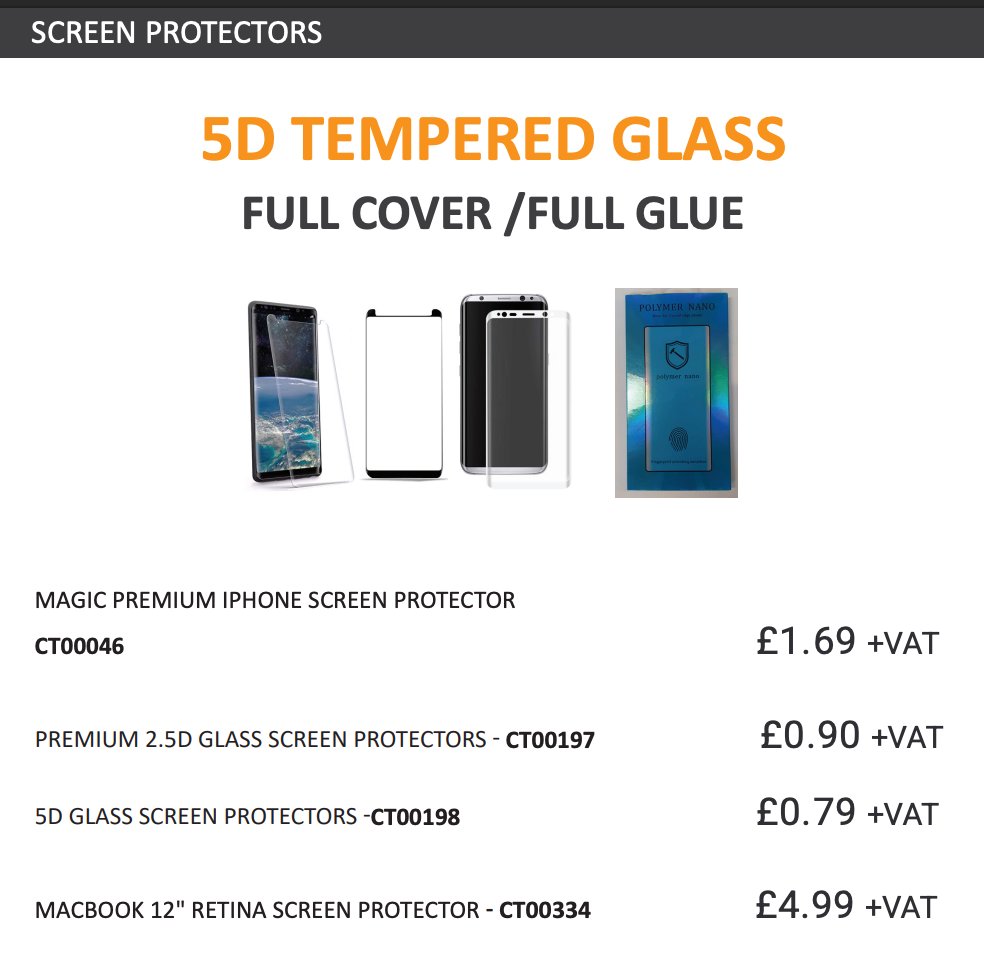 SCREEN PROTECTORS
5D TEMPERED GLASS
FULL COVER /FULL GLUE
POLYMER NANO
polymer nano
MAGIC PREMIUM IPHONE SCREEN PROTECTOR
CT00046
£1.69 +VAT
PREMIUM 2.5D GLASS SCREEN PROTECTORS - CT00197 £0.90 +VAT
5D GLASS SCREEN PROTECTORS -CT00198 £0.79 +VAT
MACBOOK 12" RETINA SCREEN PROTECTOR - CT00334 £4.99 +VAT